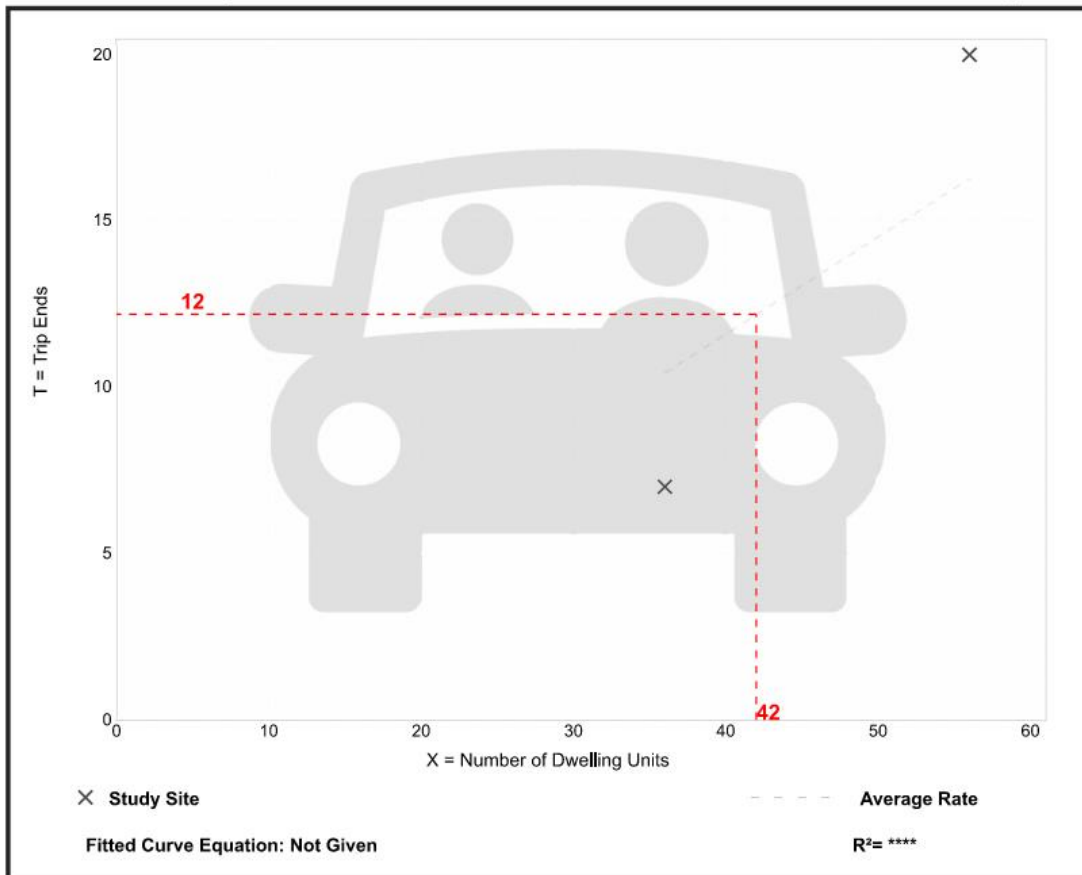 20
15
12
10
5
0
T = Trip Ends
42
0 10 20 30 40 50 60
X = Number of Dwelling Units
Study Site
Average Rate
Fitted Curve Equation: Not Given
R²= ****